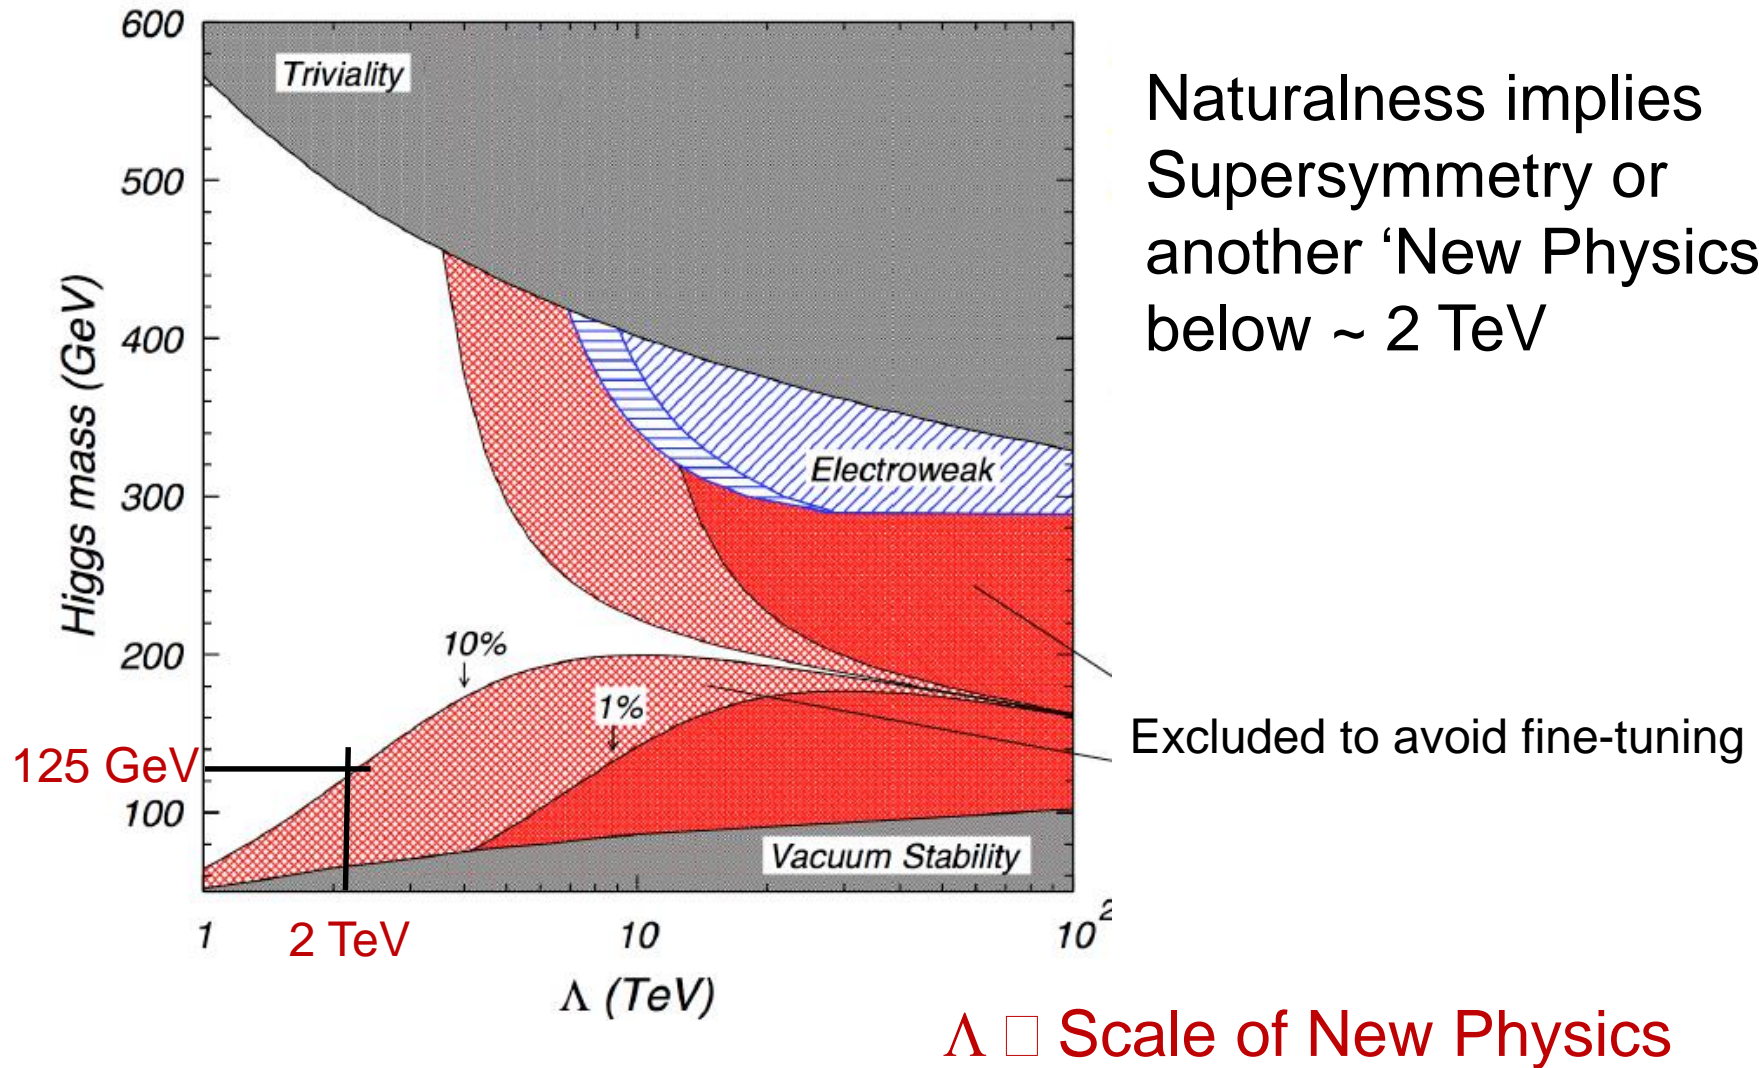 600
500
400
300
200
100
Higgs mass (GeV)
Triviality
Electroweak
10%
1%
Vacuum Stability
125 GeV
1
2 TeV
10
10²
Λ (TeV)
Naturalness implies
Supersymmetry or
another ‘New Physics
below ~ 2 TeV
Excluded to avoid fine-tuning
Λ □ Scale of New Physics